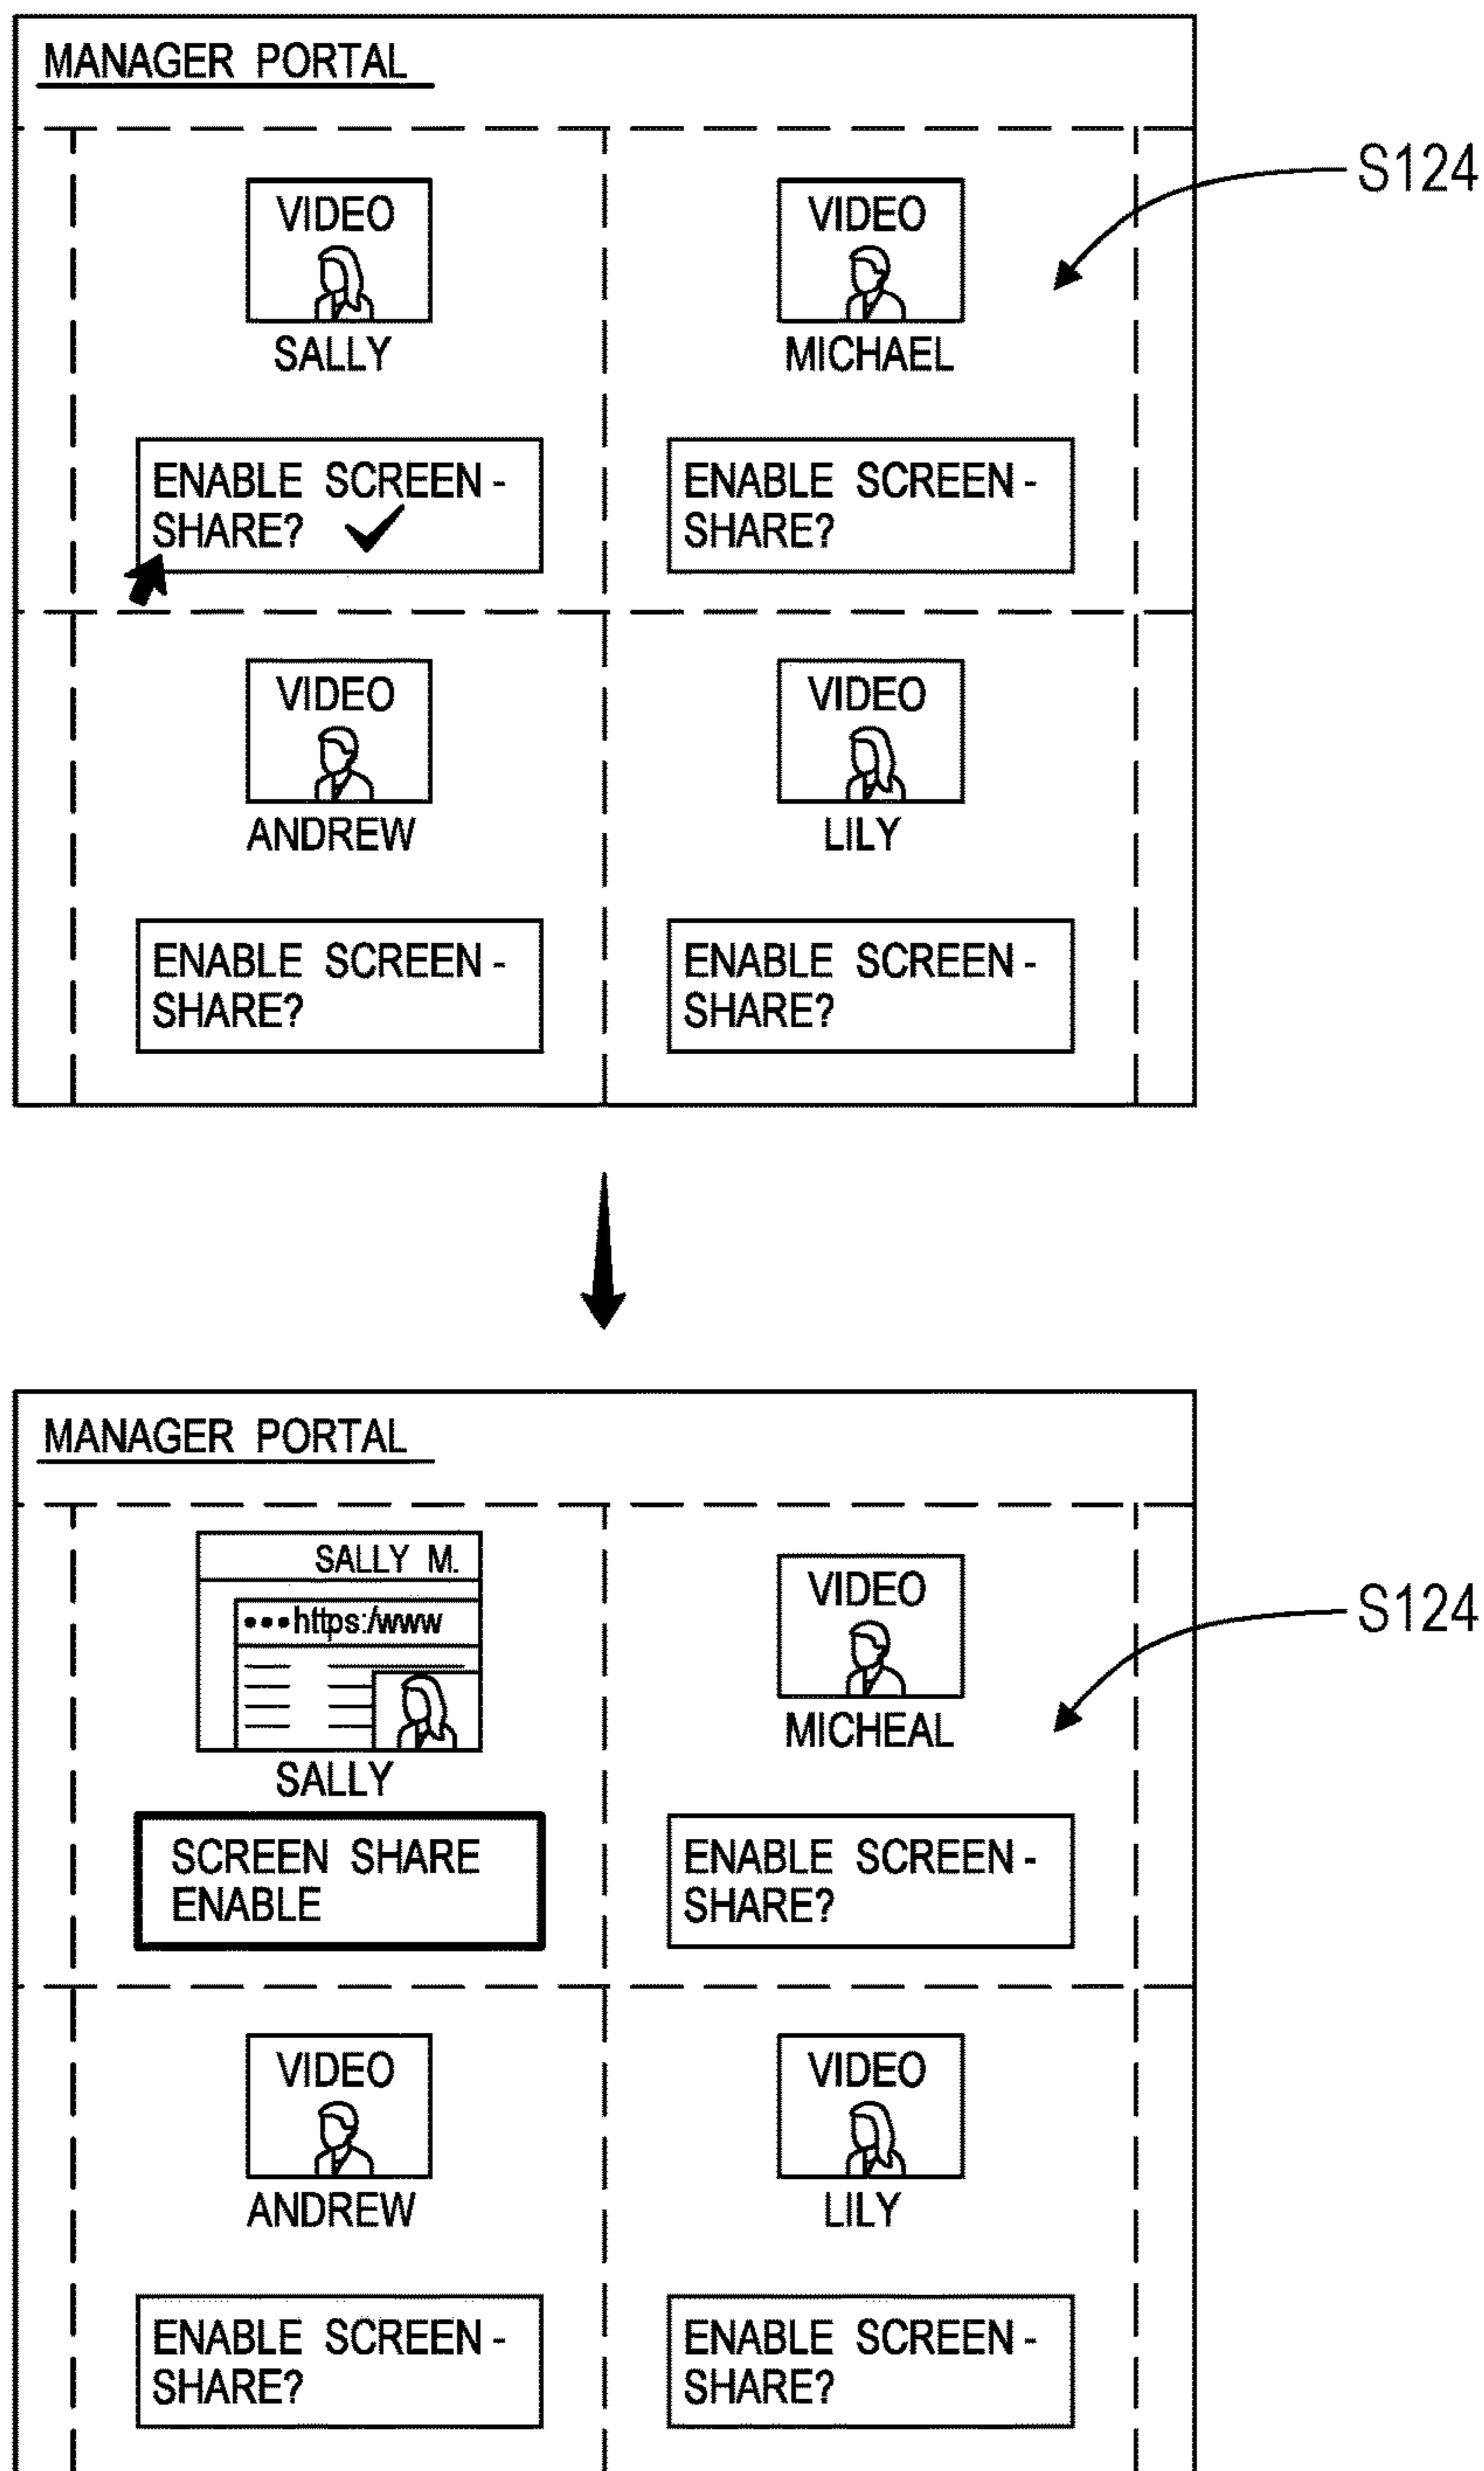 MANAGER PORTAL
S124
VIDEO
VIDEO
SALLY
MICHAEL
ENABLE SCREEN-
SHARE?
ENABLE SCREEN-
SHARE?
VIDEO
VIDEO
ANDREW
LILY
ENABLE SCREEN-
SHARE?
ENABLE SCREEN-
SHARE?
MANAGER PORTAL
SALLY M.
https:/www
SALLY
VIDEO
MICHEAL
S124
SCREEN SHARE
ENABLE
ENABLE SCREEN-
SHARE?
VIDEO
VIDEO
ANDREW
LILY
ENABLE SCREEN-
SHARE?
ENABLE SCREEN-
SHARE?